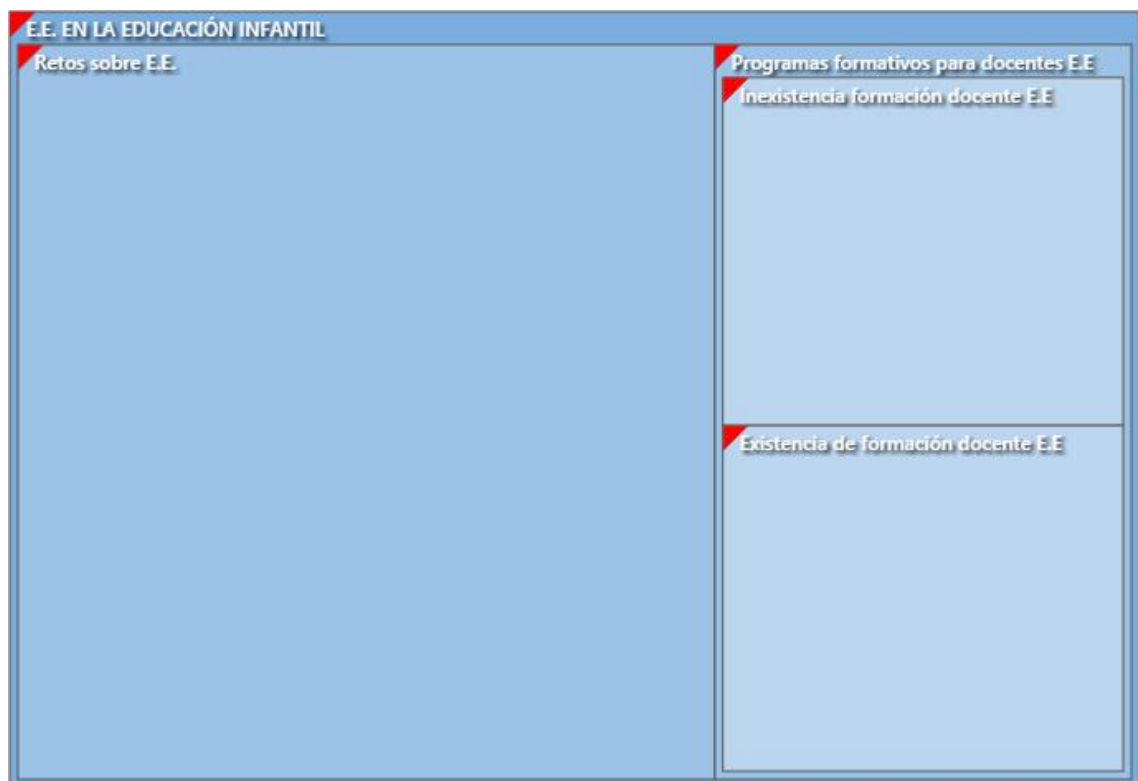 E.E. EN LA EDUCACIÓN INFANTIL
Retos sobre E.E.
Programas formativos para docentes E.E
Inexistencia formación docente E.E
Existencia de formación docente E.E